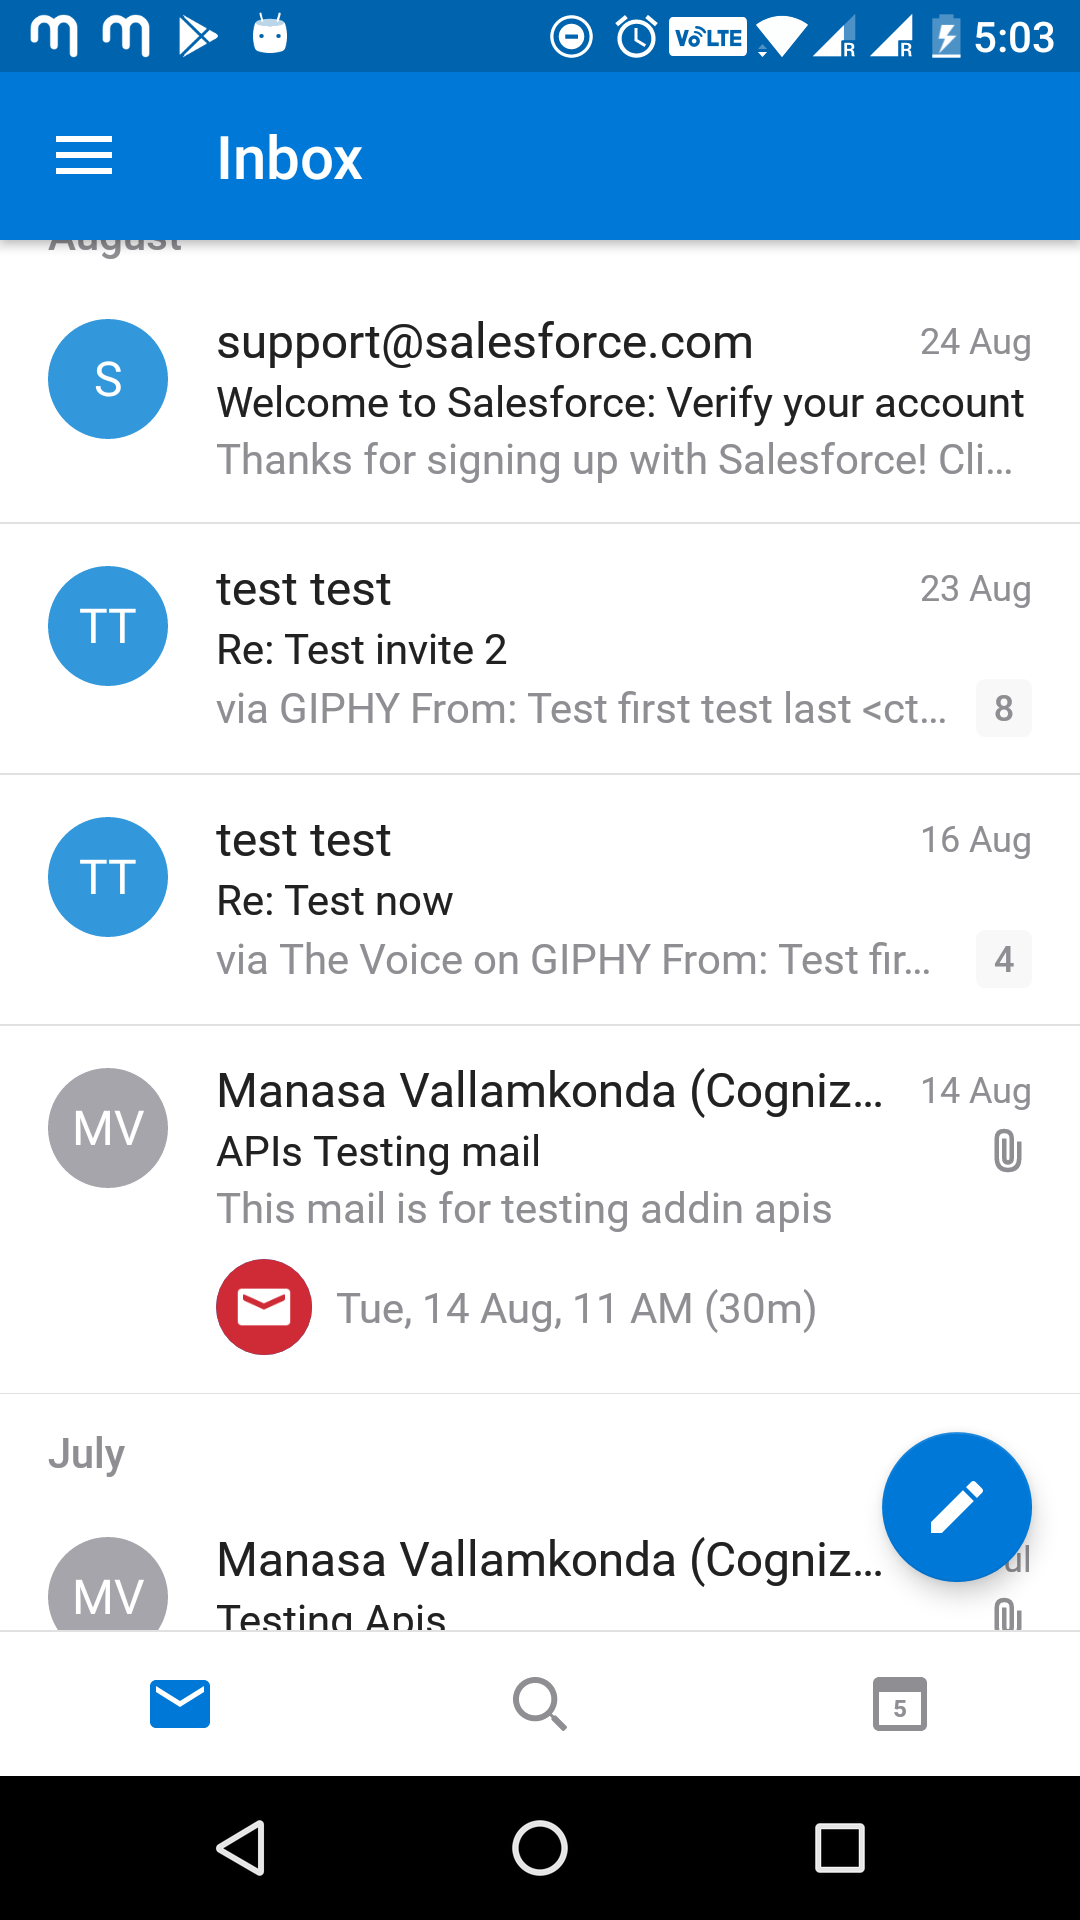 VoLTE R R 5:03
Inbox
August
S support@salesforce.com 24 Aug
Welcome to Salesforce: Verify your account
Thanks for signing up with Salesforce! Cli...
TT test test 23 Aug
Re: Test invite 2
via GIPHY From: Test first test last <ct... 8
TT test test 16 Aug
Re: Test now
via The Voice on GIPHY From: Test fir... 4
MV Manasa Vallamkonda (Cogniz... 14 Aug
APIs Testing mail
This mail is for testing addin apis
Tue, 14 Aug, 11 AM (30m)
July
MV Manasa Vallamkonda (Cogniz...
Testing Apis
5